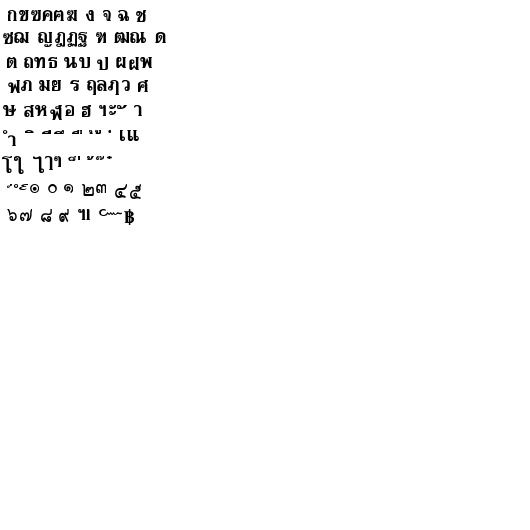 กขฃคฅฆ ง จ ฉ ช
ซฌ ญฎฏฐ ฑ ฒณ ด
ต ถทธ นบ ป ผฝพ
ฟภ มย ร ฤลฦว ศ
ษ สหฬอ ฮ ฯะ ั า
ำ ิ ี ึ ื ุ ู ฺ เแ
โใ ไๅๆ ็ ่ ้ ๊ ๋
์ ํ ๎๏ ๐ ๑ ๒๓ ๔๕
๖๗ ๘ ๙ ๚ ๛฿